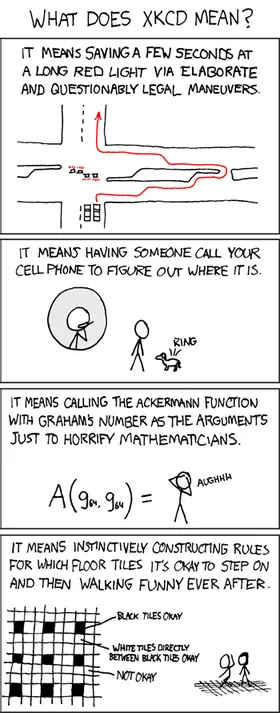 WHAT DOES XKCD MEAN?
IT MEANS SAVING A FEW SECONDS AT
A LONG RED LIGHT VIA ELABORATE
AND QUESTIONABLY LEGAL MANEUVERS.
IT MEANS HAVING SOMEONE CALL YOUR
CELL PHONE TO FIGURE OUT WHERE IT IS.
RING
IT MEANS CALLING THE ACKERMANN FUNCTION
WITH GRAHAM'S NUMBER AS THE ARGUMENTS
JUST TO HORRIFY MATHEMATICIANS.
A(g₆₄, g₆₄) =
AUGHHH
IT MEANS INSTINCTIVELY CONSTRUCTING RULES
FOR WHICH FLOOR TILES IT'S OKAY TO STEP ON
AND THEN WALKING FUNNY EVER AFTER.
BLACK TILES OKAY
WHITE TILES DIRECTLY
BETWEEN BLACK TILES OKAY
NOT OKAY